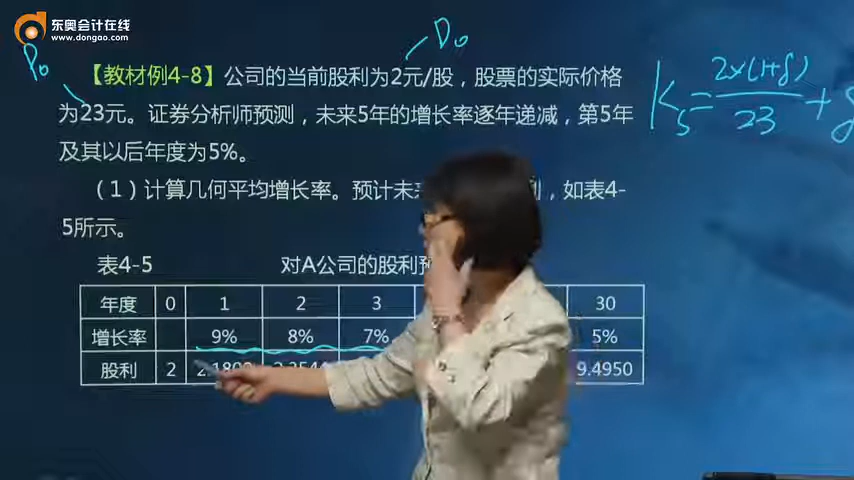 东奥会计在线
www.dongao.com
D₀
P₀
【教材例4-8】公司的当前股利为2元/股，股票的实际价格
为23元。证券分析师预测，未来5年的增长率逐年递减，第5年
及其以后年度为5%。
（1）计算几何平均增长率。预计未 如表4-
5所示。
表4-5 对A公司的股利预
年度 0 1 2 3 30
增长率 9% 8% 7% 5%
股利 2 9.4950
Ks= 2×(1+g) / 23 + g